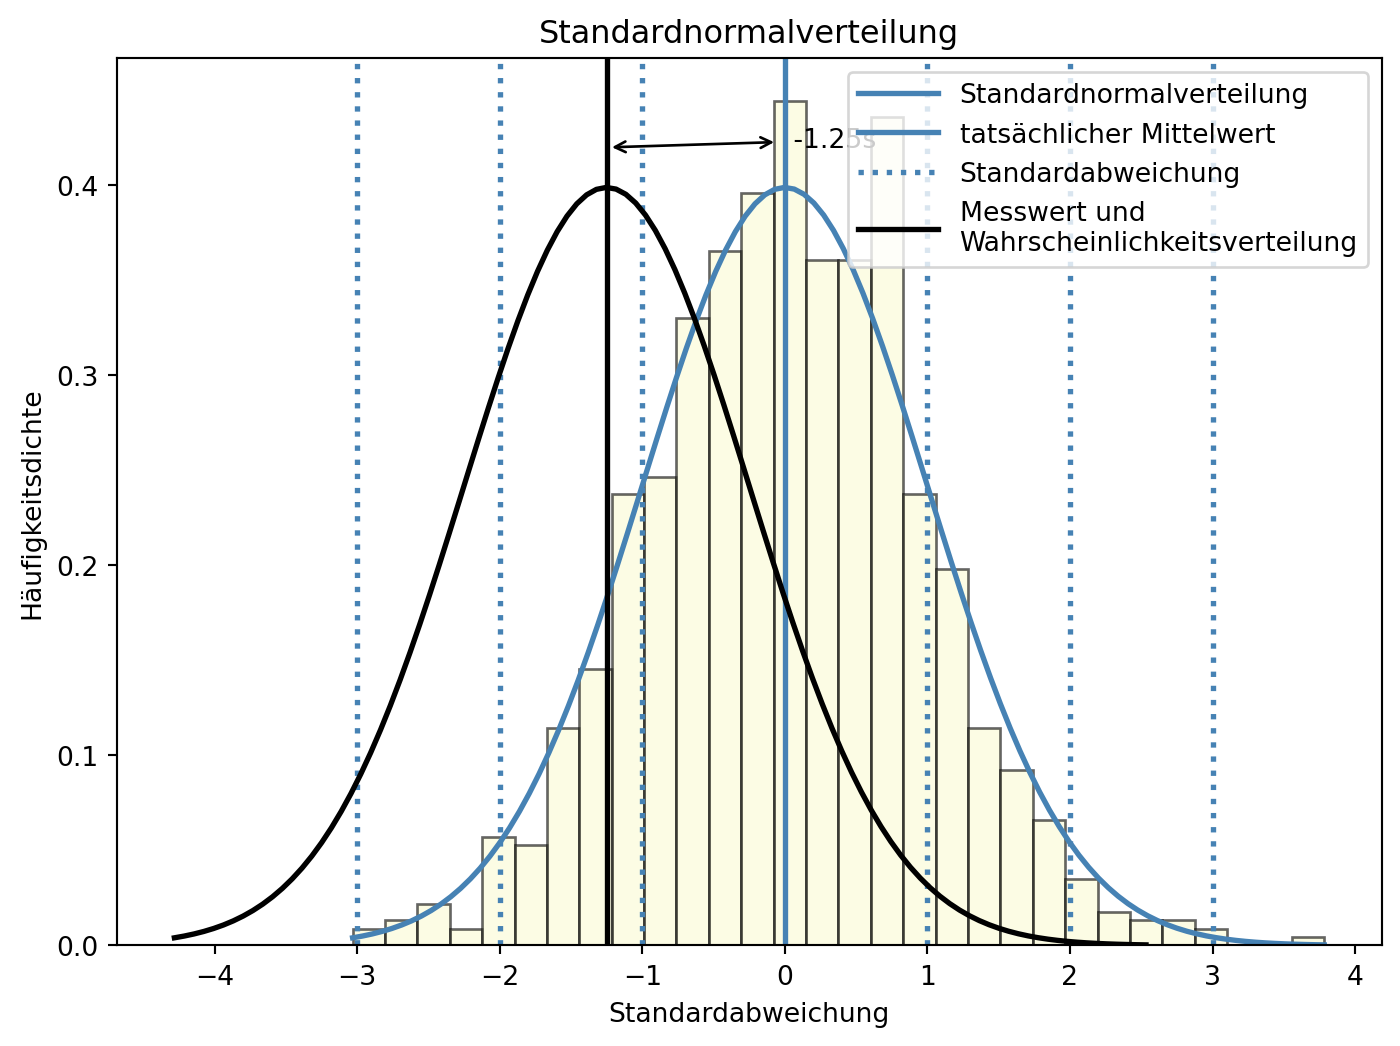 Standardnormalverteilung
Standardnormalverteilung
tatsächlicher Mittelwert
Standardabweichung
Messwert und
Wahrscheinlichkeitsverteilung
-1.25s
Häufigkeitsdichte
0.4
0.3
0.2
0.1
0.0
−4 −3 −2 −1 0 1 2 3 4
Standardabweichung